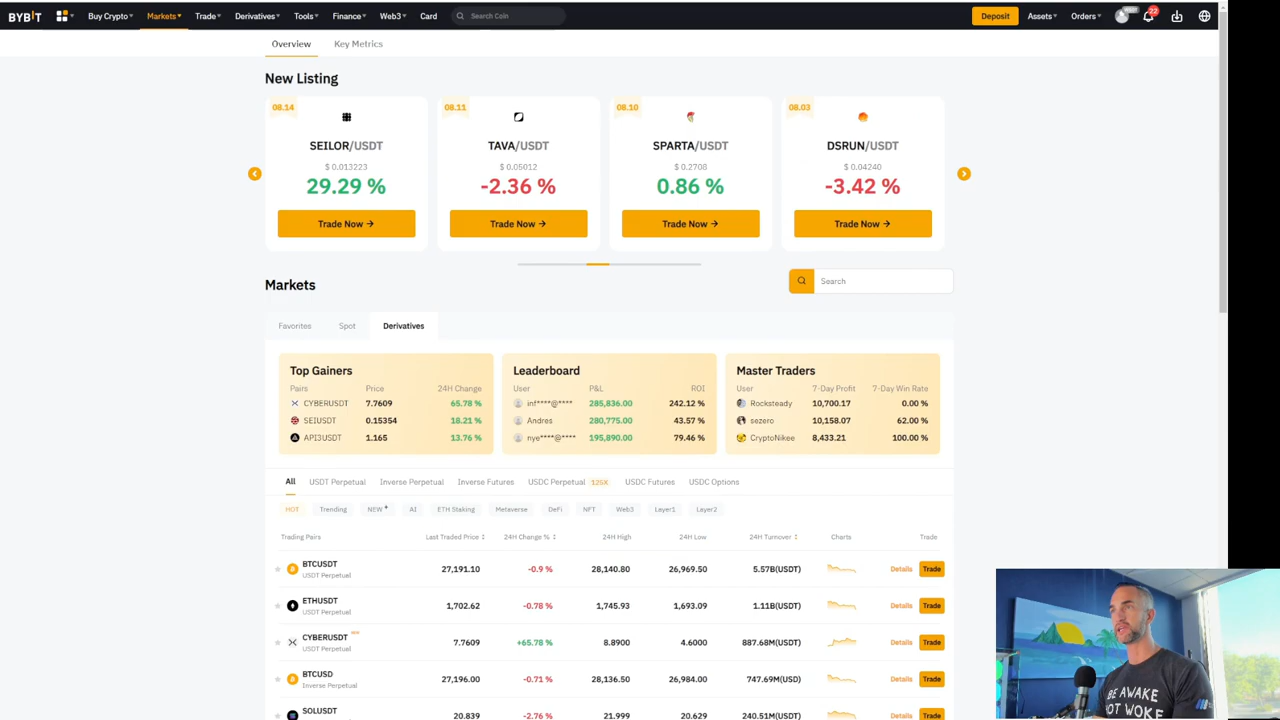 BYBIT Buy Crypto Markets Trade Derivatives Tools Finance Web3 Card Search Coin Deposit Assets Orders 22
Overview Key Metrics
New Listing
08.14 08.11 08.10 08.03
SEILOR/USDT TAVA/USDT SPARTA/USDT DSRUN/USDT
$ 0.013223 $ 0.05012 $ 0.2708 $ 0.04240
29.29 % -2.36 % 0.86 % -3.42 %
Trade Now → Trade Now → Trade Now → Trade Now →
Markets Search
Favorites Spot Derivatives
Top Gainers
Pairs Price 24H Change
CYBERUSDT 7.7609 65.78 %
SEIUSDT 0.15354 18.21 %
API3USDT 1.165 13.76 %
Leaderboard
User P&L ROI
inf****@**** 285,836.00 242.12 %
Andres 280,775.00 43.57 %
nye****@**** 195,890.00 79.46 %
Master Traders
User 7-Day Profit 7-Day Win Rate
Rocksteady 10,700.17 0.00 %
sezero 10,158.07 62.00 %
CryptoNikee 8,433.21 100.00 %
All USDT Perpetual Inverse Perpetual Inverse Futures USDC Perpetual 125X USDC Futures USDC Options
HOT Trending NEW AI ETH Staking Metaverse DeFi NFT Web3 Layer1 Layer2
Trading Pairs Last Traded Price 24H Change % 24H High 24H Low 24H Turnover Charts Trade
BTCUSDT 27,191.10 -0.9 % 28,140.80 26,969.50 5.57B(USDT) Details Trade
USDT Perpetual
ETHUSDT 1,702.62 -0.78 % 1,745.93 1,693.09 1.11B(USDT) Details Trade
USDT Perpetual
CYBERUSDT NEW 7.7609 +65.78 % 8.8900 4.6000 887.68M(USDT) Details Trade
USDT Perpetual
BTCUSD 27,196.00 -0.71 % 28,136.50 26,984.00 747.69M(USD) Details Trade
Inverse Perpetual
SOLUSDT 20.839 -2.76 % 21.999 20.629 240.51M(USDT) Details Trade
BE AWAKE
NOT WOKE